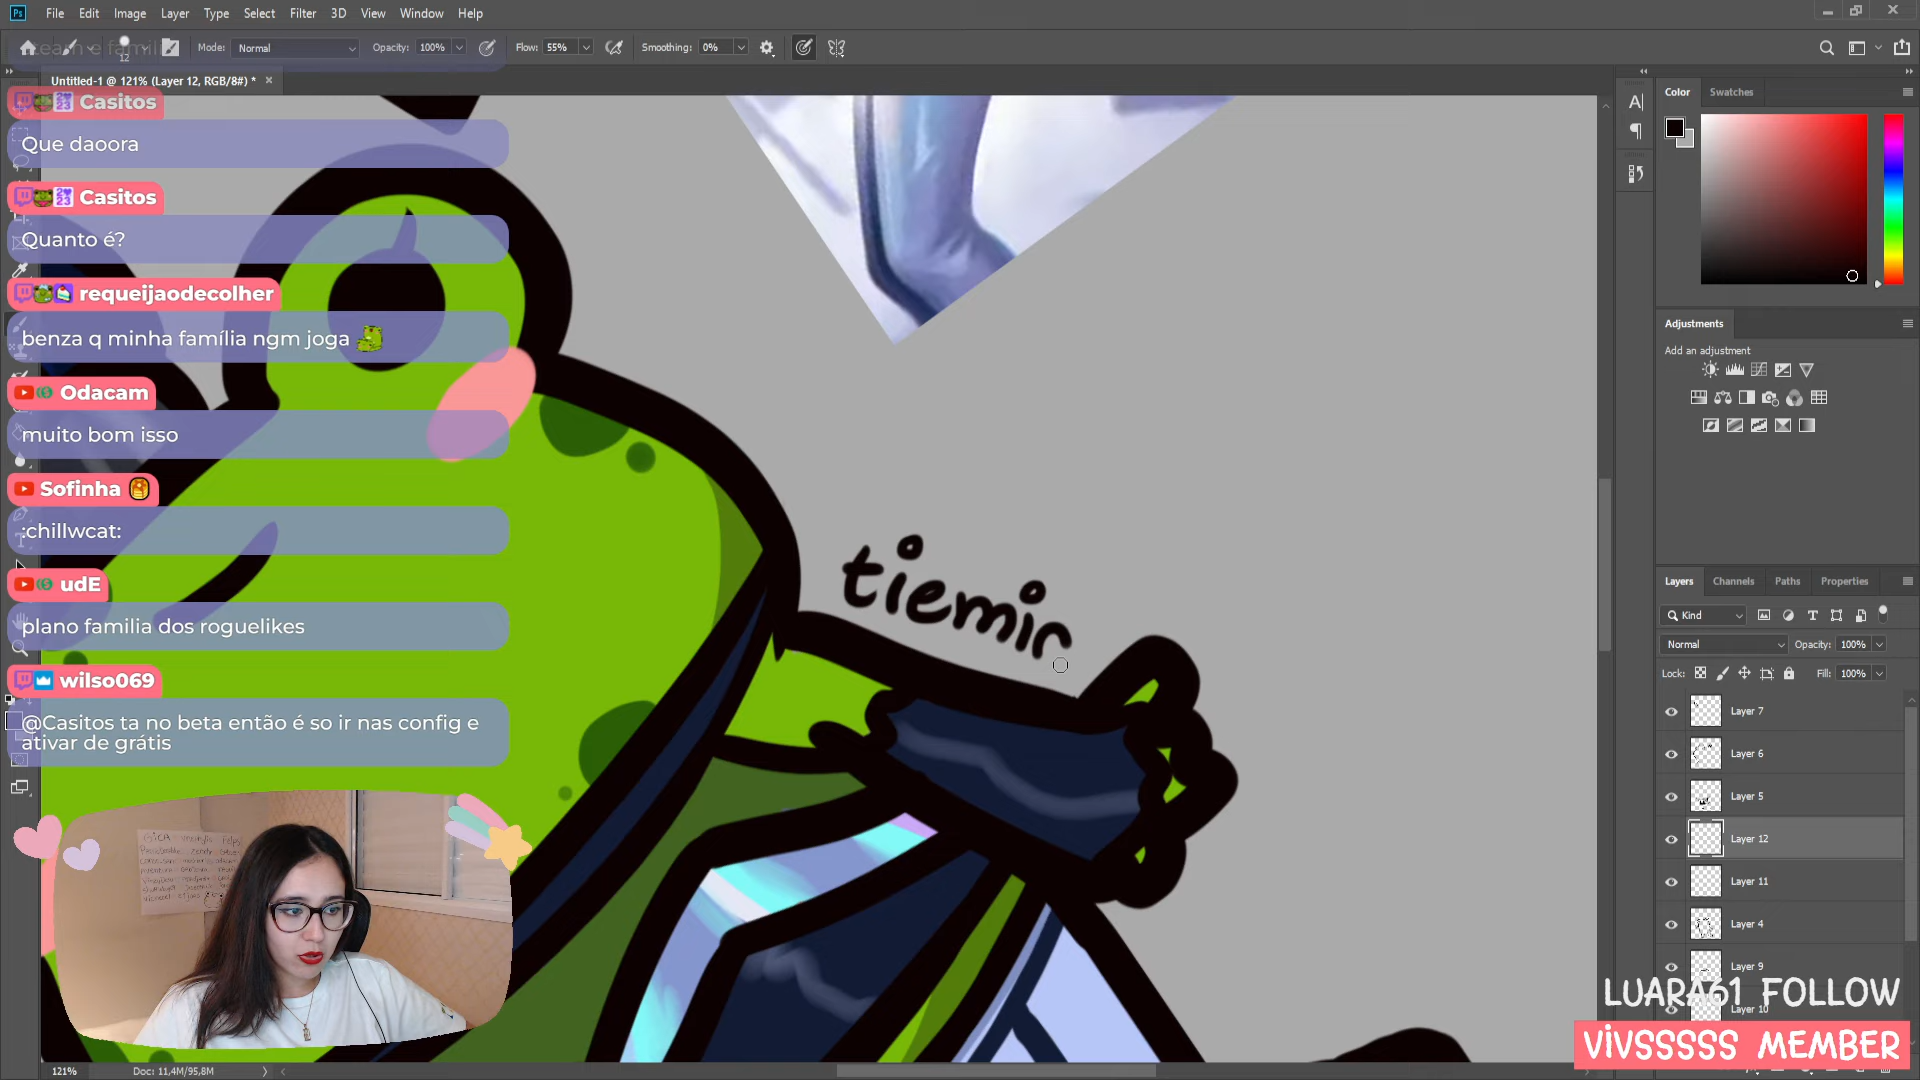 Ps File Edit Image Layer Type Select Filter 3D View Window Help
12 Mode: Normal Opacity: 100% Flow: 55% Smoothing: 0%
Untitled-1 @ 121% (Layer 12, RGB/8#) *
Casitos
Que daoora
Casitos
Quanto é?
requeijaodecolher
benza q minha família ngm joga
Odacam
muito bom isso
Sofinha
:chillwcat:
udE
plano familia dos roguelikes
wilso069
@Casitos ta no beta então é so ir nas config e
ativar de grátis
tiemir
Color Swatches
Adjustments
Add an adjustment
Layers Channels Paths Properties
Kind
Normal Opacity: 100%
Lock: Fill: 100%
Layer 7
Layer 6
Layer 5
Layer 12
Layer 11
Layer 4
Layer 9
Layer 10
LUARA61 FOLLOW
VIVSSSSS MEMBER
121% Doc: 11,4M/95,8M